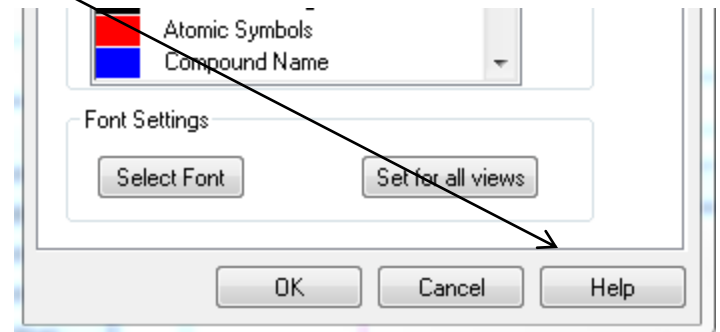 Atomic Symbols
Compound Name
Font Settings
Select Font Set for all views
OK Cancel Help